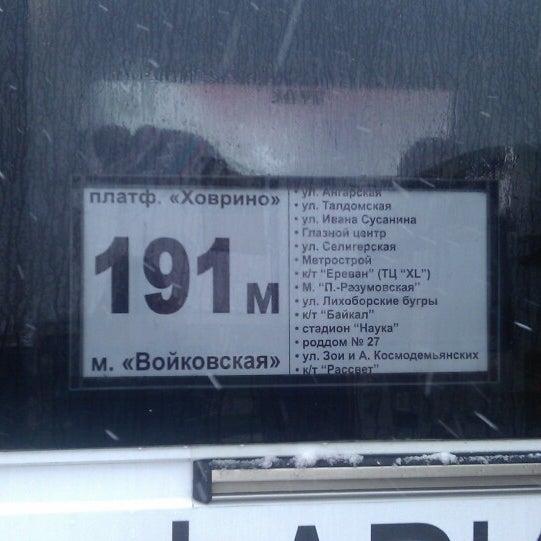 платф. «Ховрино»
191м
м. «Войковская»
• ул. Ангарская
• ул. Талдомская
• ул. Ивана Сусанина
• Глазной центр
• ул. Селигерская
• Метрострой
• к/т "Ереван" (ТЦ "XL")
• М. "П.-Разумовская"
• ул. Лихоборские бугры
• к/т "Байкал"
• стадион "Наука"
• роддом № 27
• ул. Зои и А. Космодемьянских
• к/т "Рассвет"